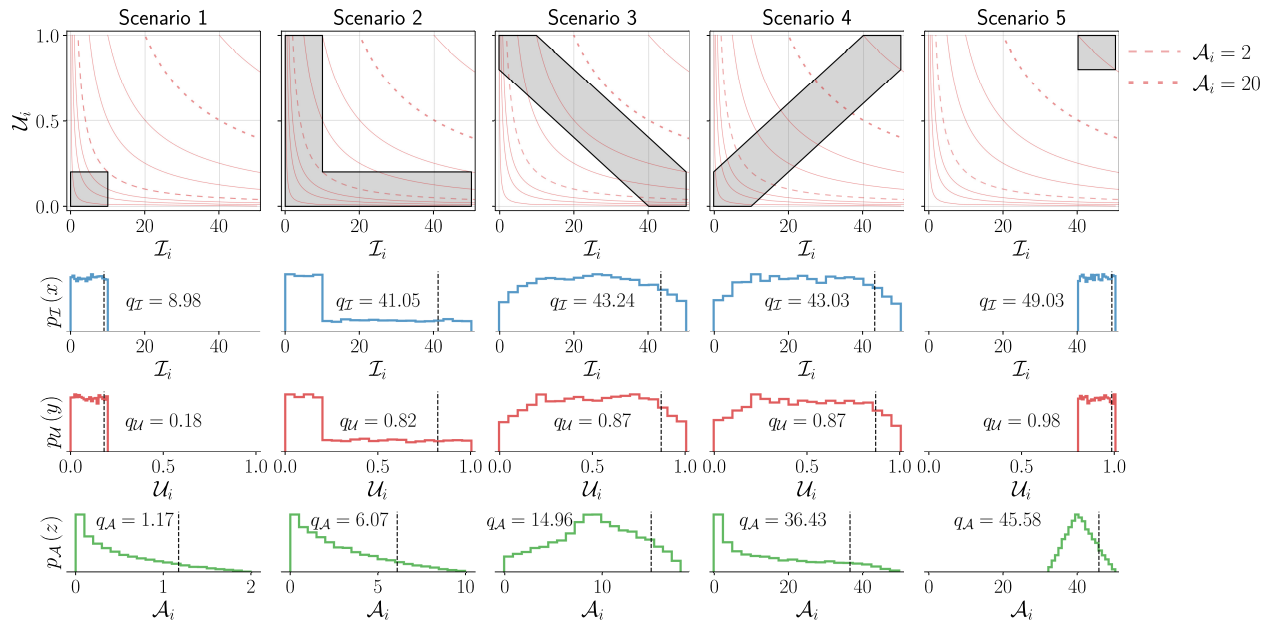 Scenario 1 Scenario 2 Scenario 3 Scenario 4 Scenario 5
1.0
0.5
0.0
𝒰ᵢ
0 20 40 0 20 40 0 20 40 0 20 40 0 20 40
ℐᵢ ℐᵢ ℐᵢ ℐᵢ ℐᵢ
𝒜ᵢ = 2
𝒜ᵢ = 20
p_ℐ(x)
q_ℐ = 8.98 q_ℐ = 41.05 q_ℐ = 43.24 q_ℐ = 43.03 q_ℐ = 49.03
0 20 40 0 20 40 0 20 40 0 20 40 0 20 40
ℐᵢ ℐᵢ ℐᵢ ℐᵢ ℐᵢ
p_𝒰(y)
q_𝒰 = 0.18 q_𝒰 = 0.82 q_𝒰 = 0.87 q_𝒰 = 0.87 q_𝒰 = 0.98
0.0 0.5 1.0 0.0 0.5 1.0 0.0 0.5 1.0 0.0 0.5 1.0 0.0 0.5 1.0
𝒰ᵢ 𝒰ᵢ 𝒰ᵢ 𝒰ᵢ 𝒰ᵢ
p_𝒜(z)
q_𝒜 = 1.17 q_𝒜 = 6.07 q_𝒜 = 14.96 q_𝒜 = 36.43 q_𝒜 = 45.58
0 1 2 0 5 10 0 10 0 20 40 0 20 40
𝒜ᵢ 𝒜ᵢ 𝒜ᵢ 𝒜ᵢ 𝒜ᵢ